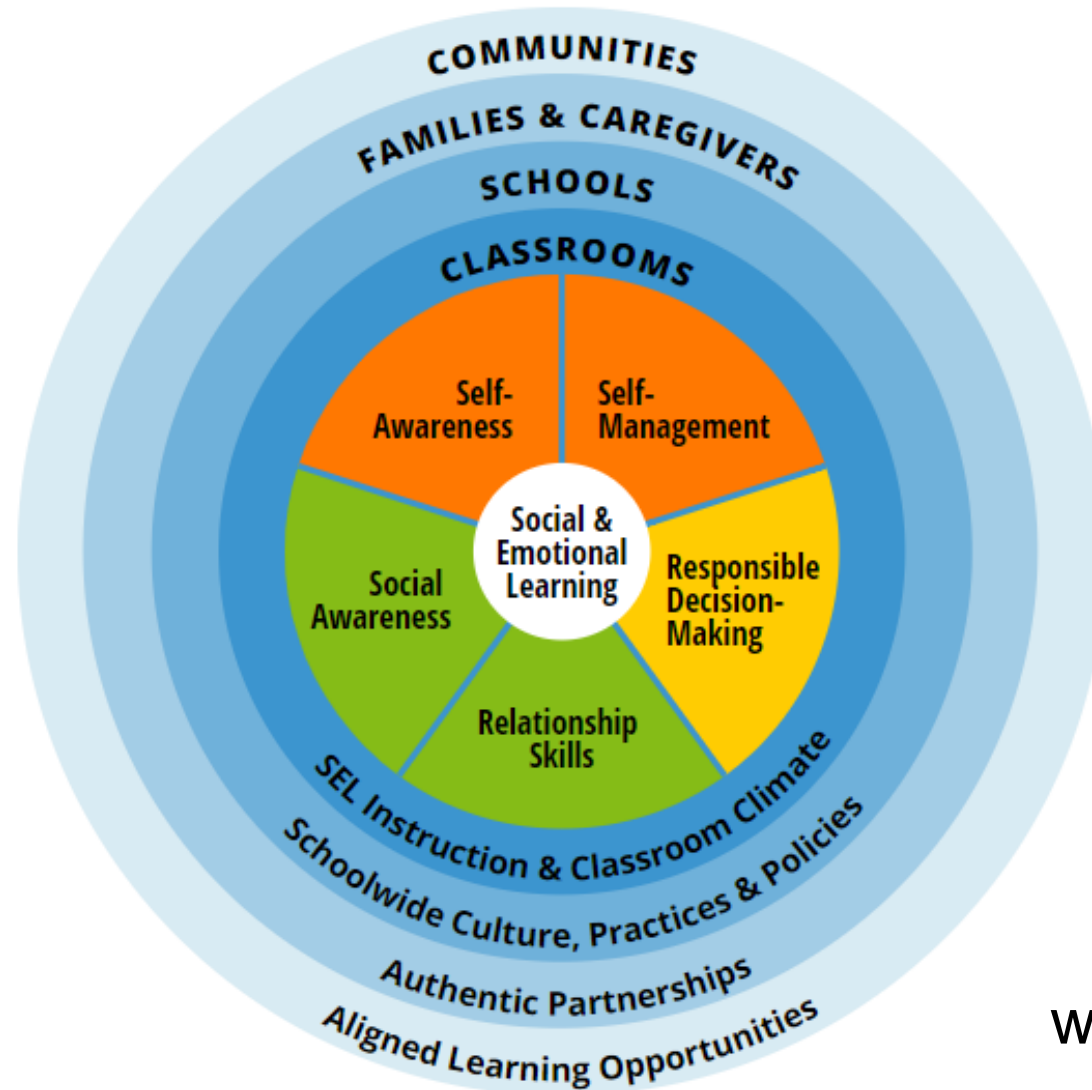 COMMUNITIES
FAMILIES & CAREGIVERS
SCHOOLS
CLASSROOMS
Self-
Awareness
Self-
Management
Social &
Emotional
Learning
Social
Awareness
Responsible
Decision-
Making
Relationship
Skills
SEL Instruction & Classroom Climate
Schoolwide Culture, Practices & Policies
Authentic Partnerships
Aligned Learning Opportunities